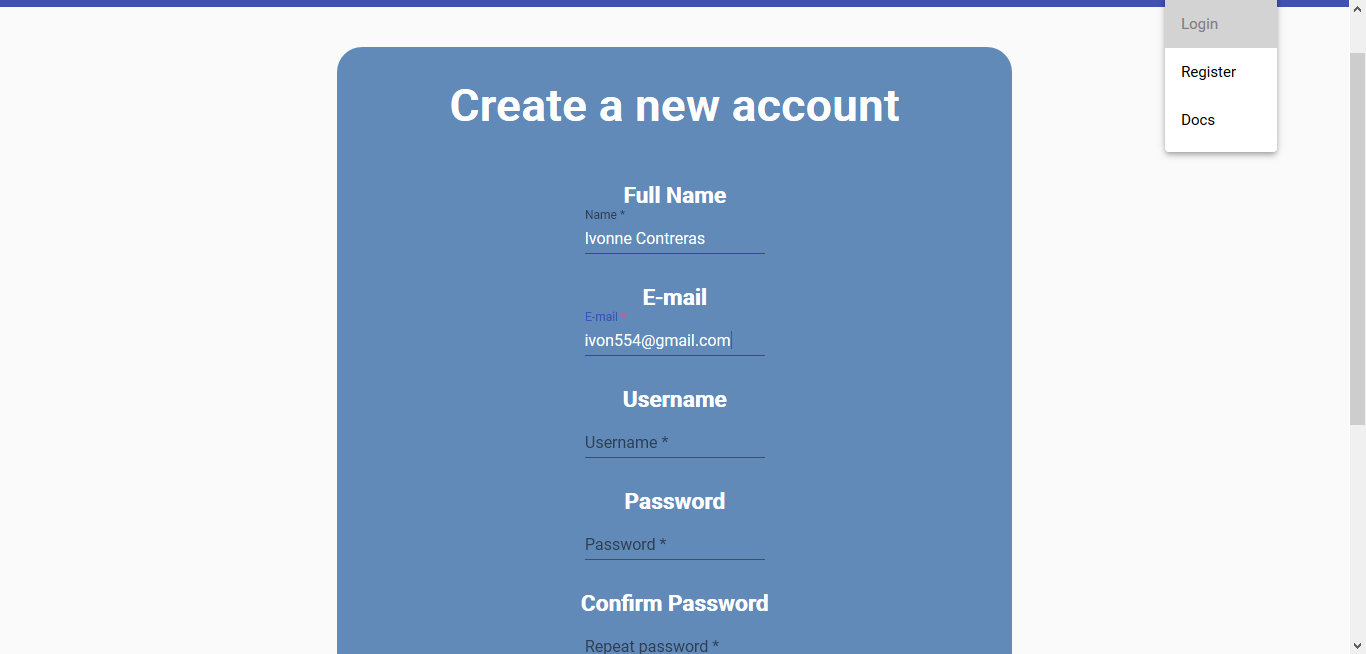 Login
Register
Docs
Create a new account
Full Name
Name *
Ivonne Contreras
E-mail
E-mail *
ivon554@gmail.com
Username
Username *
Password
Password *
Confirm Password
Repeat password *